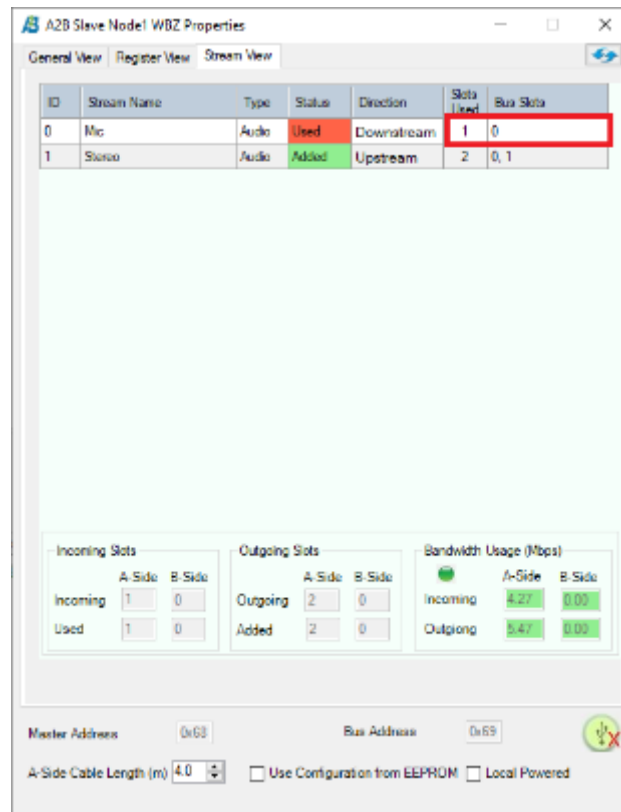 A2B Slave Node1 WBZ Properties
General View Register View Stream View
ID Stream Name Type Status Direction Slots Used Bus Slots
0 Mic Audio Used Downstream 1 0
1 Stereo Audio Added Upstream 2 0, 1
Incoming Slots Outgoing Slots Bandwidth Usage (Mbps)
A-Side B-Side A-Side B-Side A-Side B-Side
Incoming 1 0 Outgoing 2 0 Incoming 4.27 0.00
Used 1 0 Added 2 0 Outgiong 5.47 0.00
Master Address 0x68 Bus Address 0x69
A-Side Cable Length (m) 4.0 Use Configuration from EEPROM Local Powered